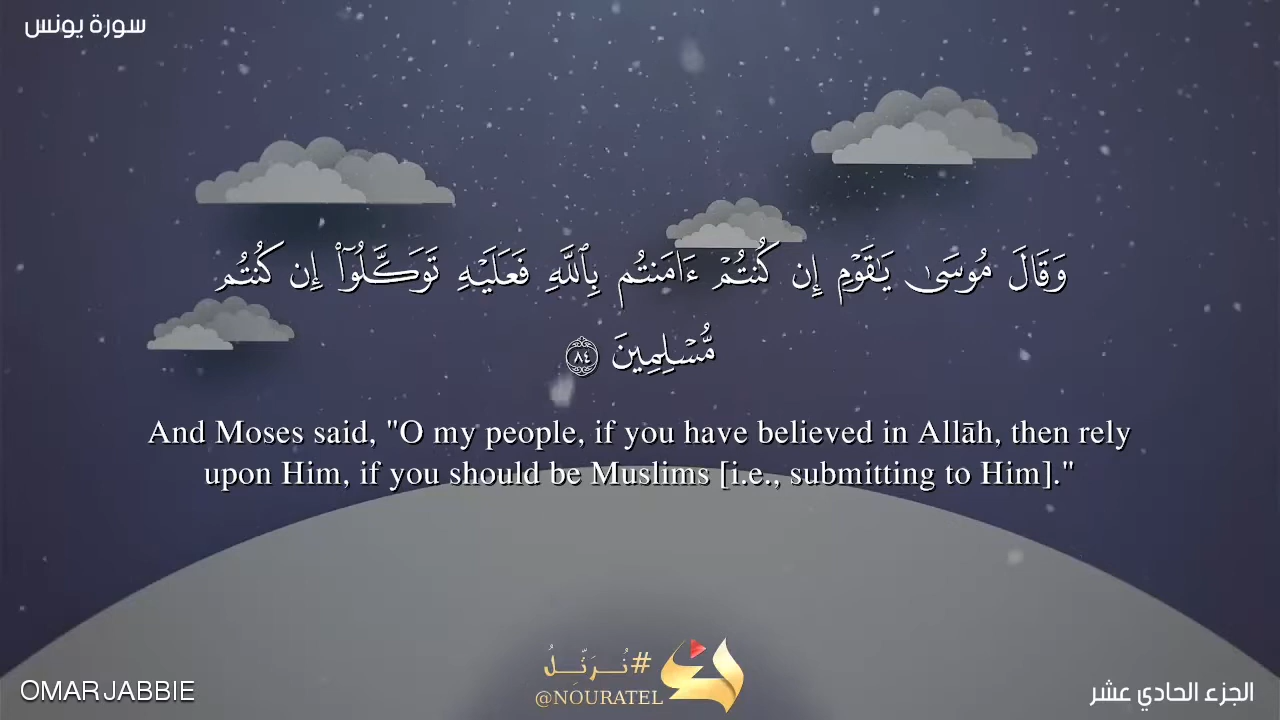 سورة يونس
وَقَالَ مُوسَىٰ يَٰقَوْمِ إِن كُنتُمْ ءَامَنتُم بِٱللَّهِ فَعَلَيْهِ تَوَكَّلُوٓا۟ إِن كُنتُم
مُّسْلِمِينَ ٨٤
And Moses said, "O my people, if you have believed in Allāh, then rely
upon Him, if you should be Muslims [i.e., submitting to Him]."
#نُرَتِّلُ
@NOURATEL
OMAR JABBIE
الجزء الحادي عشر